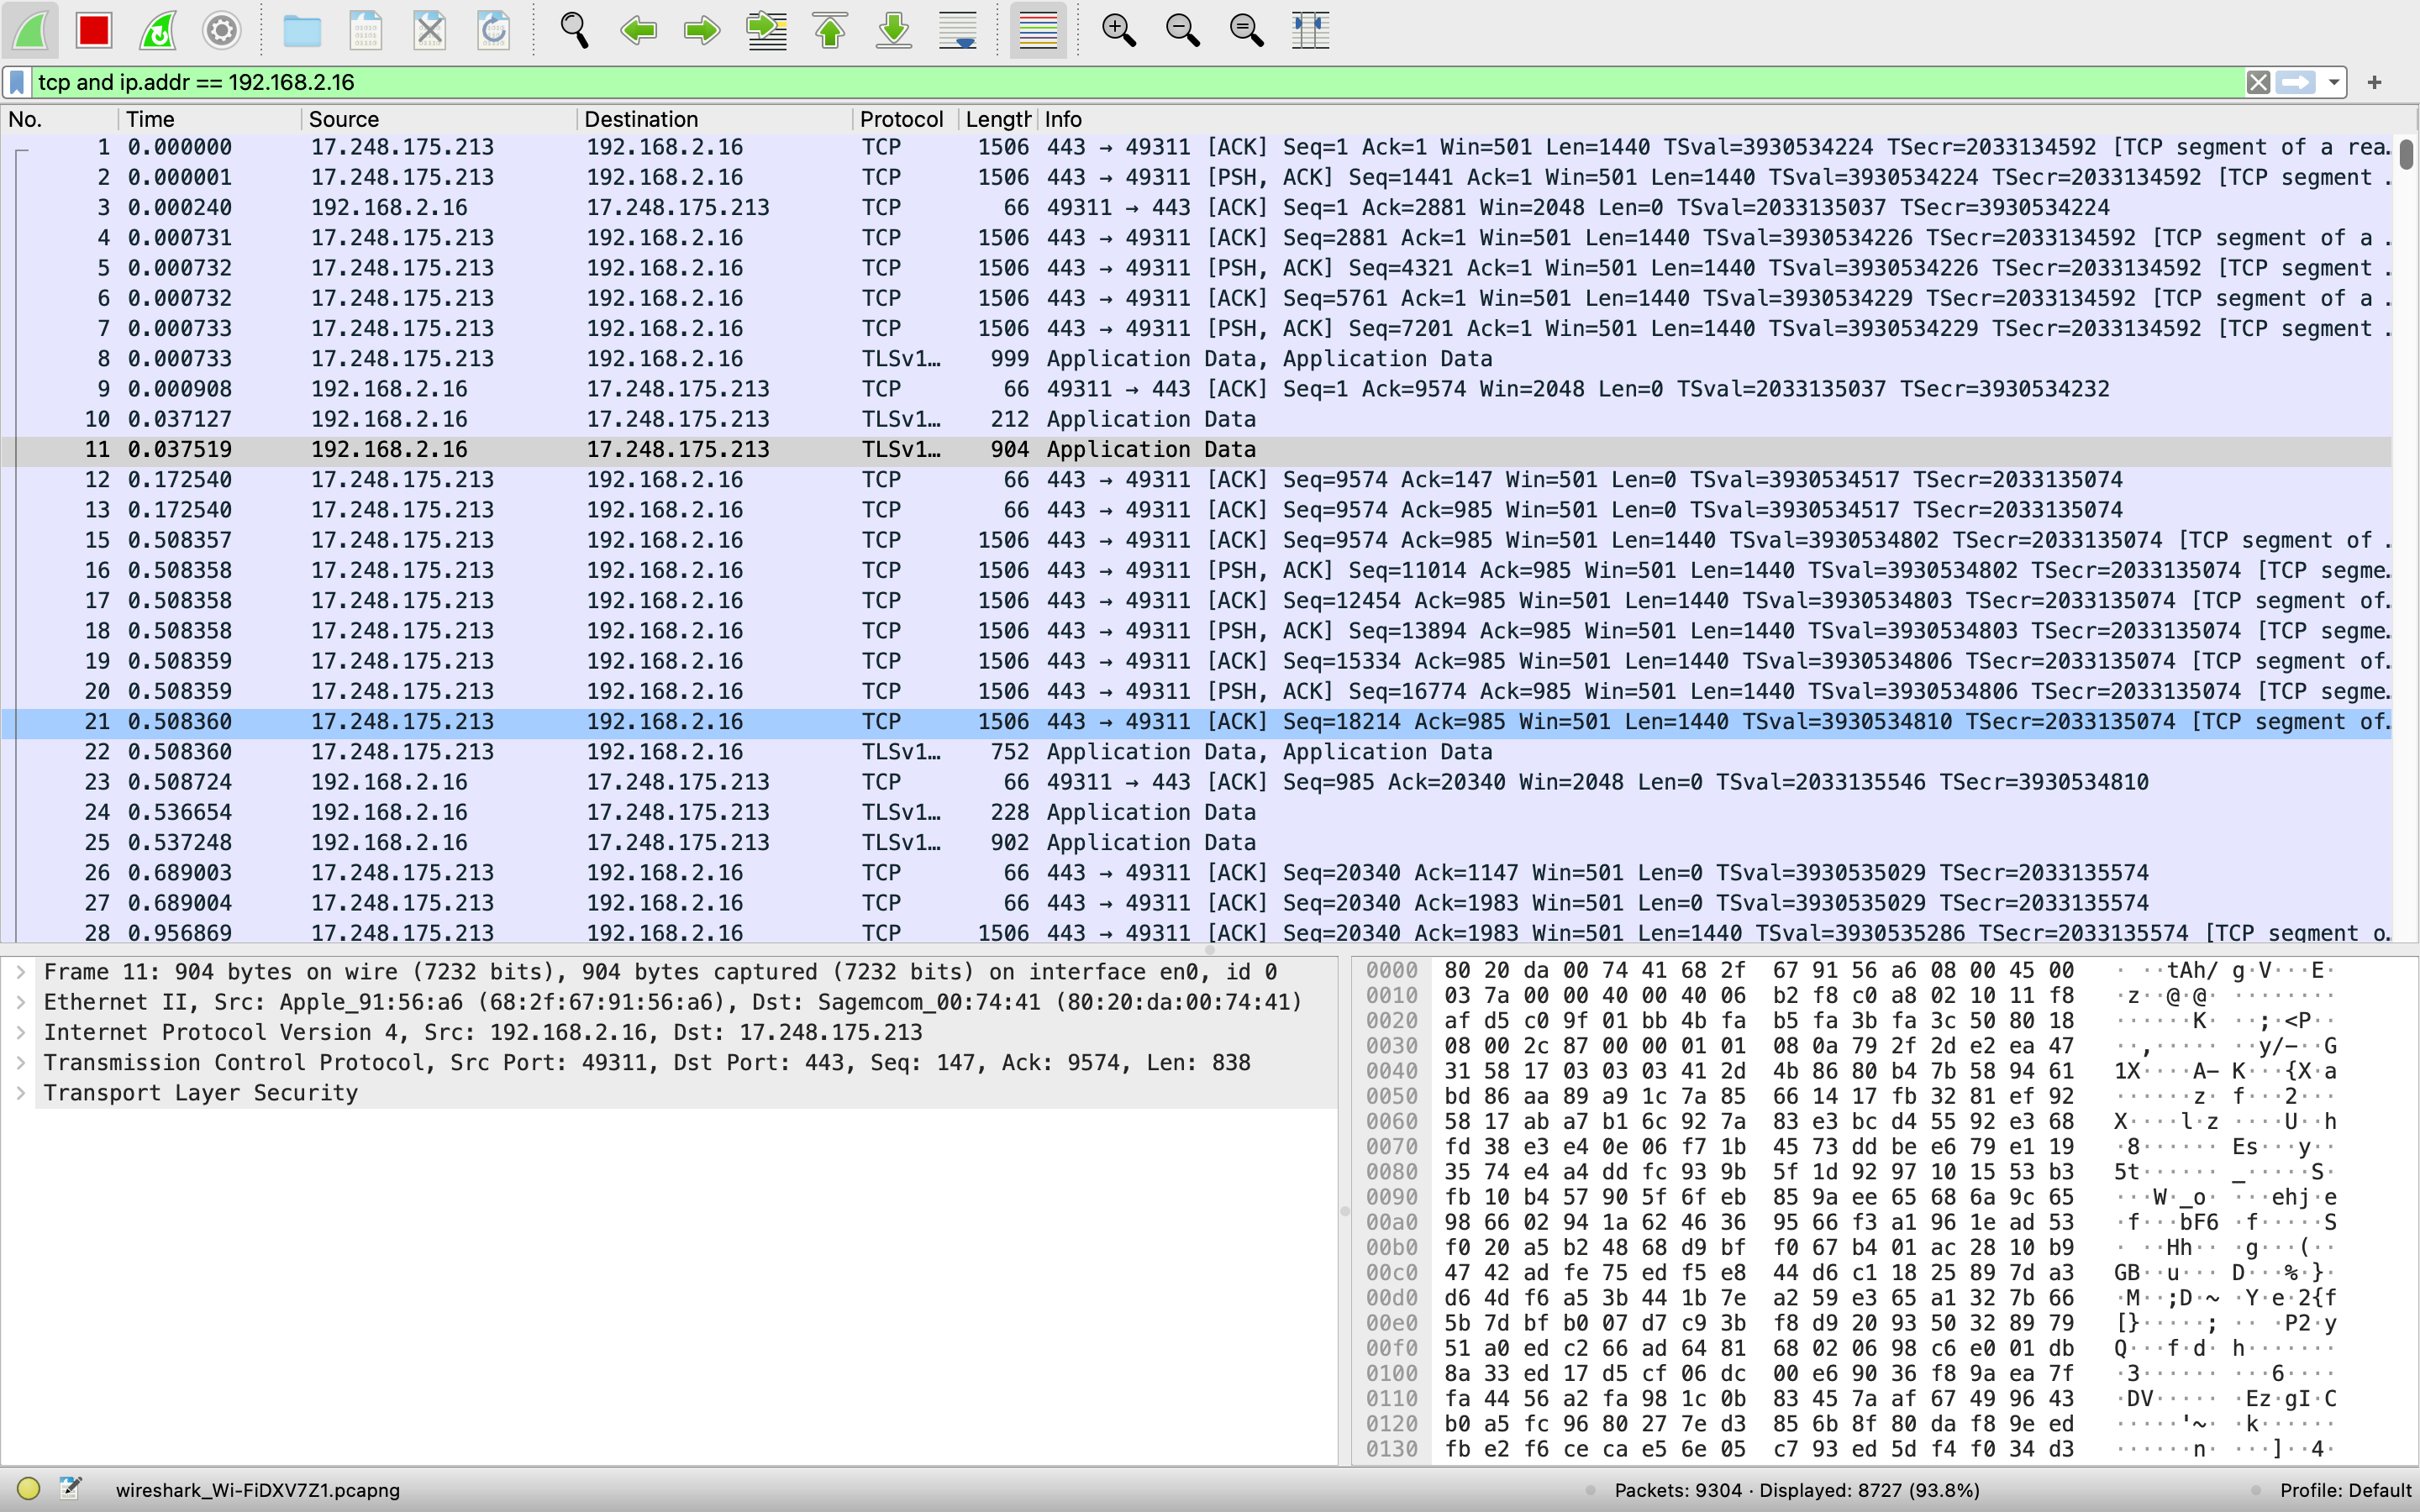 tcp and ip.addr == 192.168.2.16
No. Time Source Destination Protocol Length Info
1 0.000000 17.248.175.213 192.168.2.16 TCP 1506 443 → 49311 [ACK] Seq=1 Ack=1 Win=501 Len=1440 TSval=3930534224 TSecr=2033134592 [TCP segment of a rea…
2 0.000001 17.248.175.213 192.168.2.16 TCP 1506 443 → 49311 [PSH, ACK] Seq=1441 Ack=1 Win=501 Len=1440 TSval=3930534224 TSecr=2033134592 [TCP segment …
3 0.000240 192.168.2.16 17.248.175.213 TCP 66 49311 → 443 [ACK] Seq=1 Ack=2881 Win=2048 Len=0 TSval=2033135037 TSecr=3930534224
4 0.000731 17.248.175.213 192.168.2.16 TCP 1506 443 → 49311 [ACK] Seq=2881 Ack=1 Win=501 Len=1440 TSval=3930534226 TSecr=2033134592 [TCP segment of a …
5 0.000732 17.248.175.213 192.168.2.16 TCP 1506 443 → 49311 [PSH, ACK] Seq=4321 Ack=1 Win=501 Len=1440 TSval=3930534226 TSecr=2033134592 [TCP segment …
6 0.000732 17.248.175.213 192.168.2.16 TCP 1506 443 → 49311 [ACK] Seq=5761 Ack=1 Win=501 Len=1440 TSval=3930534229 TSecr=2033134592 [TCP segment of a …
7 0.000733 17.248.175.213 192.168.2.16 TCP 1506 443 → 49311 [PSH, ACK] Seq=7201 Ack=1 Win=501 Len=1440 TSval=3930534229 TSecr=2033134592 [TCP segment …
8 0.000733 17.248.175.213 192.168.2.16 TLSv1… 999 Application Data, Application Data
9 0.000908 192.168.2.16 17.248.175.213 TCP 66 49311 → 443 [ACK] Seq=1 Ack=9574 Win=2048 Len=0 TSval=2033135037 TSecr=3930534232
10 0.037127 192.168.2.16 17.248.175.213 TLSv1… 212 Application Data
11 0.037519 192.168.2.16 17.248.175.213 TLSv1… 904 Application Data
12 0.172540 17.248.175.213 192.168.2.16 TCP 66 443 → 49311 [ACK] Seq=9574 Ack=147 Win=501 Len=0 TSval=3930534517 TSecr=2033135074
13 0.172540 17.248.175.213 192.168.2.16 TCP 66 443 → 49311 [ACK] Seq=9574 Ack=985 Win=501 Len=0 TSval=3930534517 TSecr=2033135074
15 0.508357 17.248.175.213 192.168.2.16 TCP 1506 443 → 49311 [ACK] Seq=9574 Ack=985 Win=501 Len=1440 TSval=3930534802 TSecr=2033135074 [TCP segment of …
16 0.508358 17.248.175.213 192.168.2.16 TCP 1506 443 → 49311 [PSH, ACK] Seq=11014 Ack=985 Win=501 Len=1440 TSval=3930534802 TSecr=2033135074 [TCP segme…
17 0.508358 17.248.175.213 192.168.2.16 TCP 1506 443 → 49311 [ACK] Seq=12454 Ack=985 Win=501 Len=1440 TSval=3930534803 TSecr=2033135074 [TCP segment of…
18 0.508358 17.248.175.213 192.168.2.16 TCP 1506 443 → 49311 [PSH, ACK] Seq=13894 Ack=985 Win=501 Len=1440 TSval=3930534803 TSecr=2033135074 [TCP segme…
19 0.508359 17.248.175.213 192.168.2.16 TCP 1506 443 → 49311 [ACK] Seq=15334 Ack=985 Win=501 Len=1440 TSval=3930534806 TSecr=2033135074 [TCP segment of…
20 0.508359 17.248.175.213 192.168.2.16 TCP 1506 443 → 49311 [PSH, ACK] Seq=16774 Ack=985 Win=501 Len=1440 TSval=3930534806 TSecr=2033135074 [TCP segme…
21 0.508360 17.248.175.213 192.168.2.16 TCP 1506 443 → 49311 [ACK] Seq=18214 Ack=985 Win=501 Len=1440 TSval=3930534810 TSecr=2033135074 [TCP segment of…
22 0.508360 17.248.175.213 192.168.2.16 TLSv1… 752 Application Data, Application Data
23 0.508724 192.168.2.16 17.248.175.213 TCP 66 49311 → 443 [ACK] Seq=985 Ack=20340 Win=2048 Len=0 TSval=2033135546 TSecr=3930534810
24 0.536654 192.168.2.16 17.248.175.213 TLSv1… 228 Application Data
25 0.537248 192.168.2.16 17.248.175.213 TLSv1… 902 Application Data
26 0.689003 17.248.175.213 192.168.2.16 TCP 66 443 → 49311 [ACK] Seq=20340 Ack=1147 Win=501 Len=0 TSval=3930535029 TSecr=2033135574
27 0.689004 17.248.175.213 192.168.2.16 TCP 66 443 → 49311 [ACK] Seq=20340 Ack=1983 Win=501 Len=0 TSval=3930535029 TSecr=2033135574
28 0.956869 17.248.175.213 192.168.2.16 TCP 1506 443 → 49311 [ACK] Seq=20340 Ack=1983 Win=501 Len=1440 TSval=3930535286 TSecr=2033135574 [TCP segment o…
Frame 11: 904 bytes on wire (7232 bits), 904 bytes captured (7232 bits) on interface en0, id 0
Ethernet II, Src: Apple_91:56:a6 (68:2f:67:91:56:a6), Dst: Sagemcom_00:74:41 (80:20:da:00:74:41)
Internet Protocol Version 4, Src: 192.168.2.16, Dst: 17.248.175.213
Transmission Control Protocol, Src Port: 49311, Dst Port: 443, Seq: 147, Ack: 9574, Len: 838
Transport Layer Security
0000 80 20 da 00 74 41 68 2f 67 91 56 a6 08 00 45 00 · ··tAh/ g·V···E·
0010 03 7a 00 00 40 00 40 06 b2 f8 c0 a8 02 10 11 f8 ·z··@·@· ········
0020 af d5 c0 9f 01 bb 4b fa b5 fa 3b fa 3c 50 80 18 ······K· ··;·<P··
0030 08 00 2c 87 00 00 01 01 08 0a 79 2f 2d e2 ea 47 ··,····· ··y/-··G
0040 31 58 17 03 03 03 41 2d 4b 86 80 b4 7b 58 94 61 1X····A- K···{X·a
0050 bd 86 aa 89 a9 1c 7a 85 66 14 17 fb 32 81 ef 92 ······z· f···2···
0060 58 17 ab a7 b1 6c 92 7a 83 e3 bc d4 55 92 e3 68 X····l·z ····U··h
0070 fd 38 e3 e4 0e 06 f7 1b 45 73 dd be e6 79 e1 19 ·8······ Es···y··
0080 35 74 e4 a4 dd fc 93 9b 5f 1d 92 97 10 15 53 b3 5t······ _·····S·
0090 fb 10 b4 57 90 5f 6f eb 85 9a ee 65 68 6a 9c 65 ···W·_o· ···ehj·e
00a0 98 66 02 94 1a 62 46 36 95 66 f3 a1 96 1e ad 53 ·f···bF6 ·f·····S
00b0 f0 20 a5 b2 48 68 d9 bf f0 67 b4 01 ac 28 10 b9 · ··Hh·· ·g···(··
00c0 47 42 ad fe 75 ed f5 e8 44 d6 c1 18 25 89 7d a3 GB··u··· D···%·}·
00d0 d6 4d f6 a5 3b 44 1b 7e a2 59 e3 65 a1 32 7b 66 ·M··;D·~ ·Y·e·2{f
00e0 5b 7d bf b0 07 d7 c9 3b f8 d9 20 93 50 32 89 79 [}·····; ·· ·P2·y
00f0 51 a0 ed c2 66 ad 64 81 68 02 06 98 c6 e0 01 db Q···f·d· h·······
0100 8a 33 ed 17 d5 cf 06 dc 00 e6 90 36 f8 9a ea 7f ·3······ ···6····
0110 fa 44 56 a2 fa 98 1c 0b 83 45 7a af 67 49 96 43 ·DV····· ·Ez·gI·C
0120 b0 a5 fc 96 80 27 7e d3 85 6b 8f 80 da f8 9e ed ·····'~· ·k······
0130 fb e2 f6 ce ca e5 6e 05 c7 93 ed 5d f4 f0 34 d3 ······n· ···]··4·
wireshark_Wi-FiDXV7Z1.pcapng Packets: 9304 · Displayed: 8727 (93.8%) Profile: Default